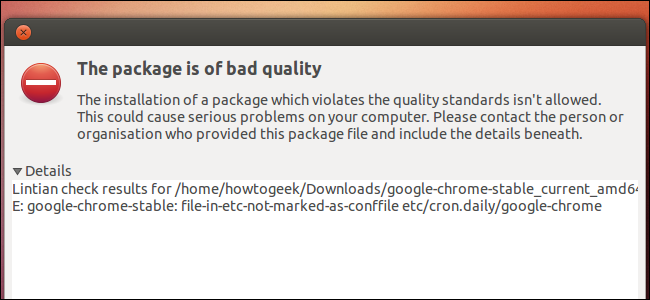 The package is of bad quality
The installation of a package which violates the quality standards isn't allowed.
This could cause serious problems on your computer. Please contact the person or
organisation who provided this package file and include the details beneath.
Details
Lintian check results for /home/howtogeek/Downloads/google-chrome-stable_current_amd64
E: google-chrome-stable: file-in-etc-not-marked-as-conffile etc/cron.daily/google-chrome